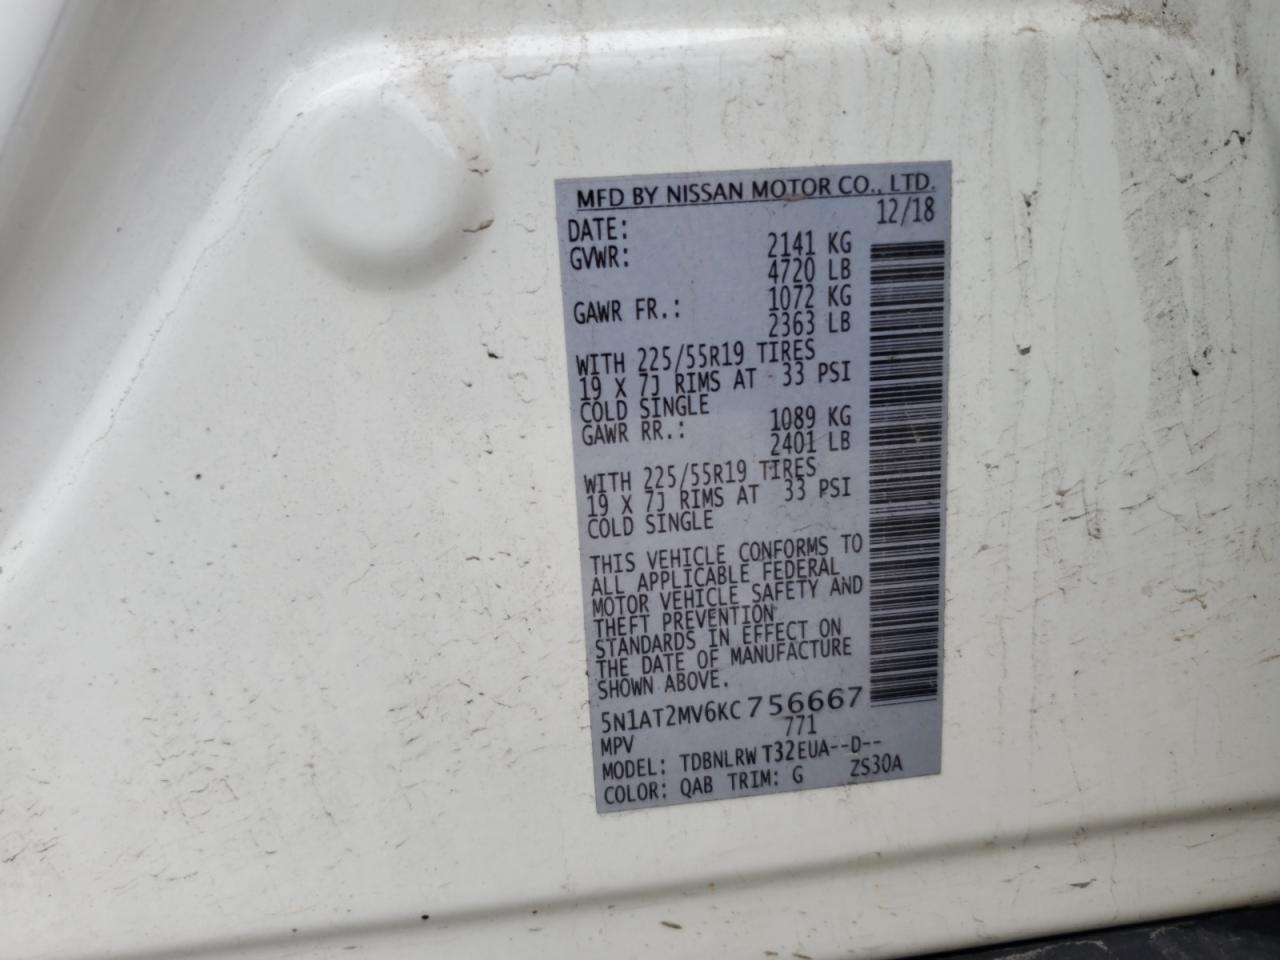 MFD BY NISSAN MOTOR CO., LTD.
DATE: 12/18
GVWR: 2141 KG
4720 LB
GAWR FR.: 1072 KG
2363 LB
WITH 225/55R19 TIRES
19 X 7J RIMS AT 33 PSI
COLD SINGLE
GAWR RR.: 1089 KG
2401 LB
WITH 225/55R19 TIRES
19 X 7J RIMS AT 33 PSI
COLD SINGLE
THIS VEHICLE CONFORMS TO
ALL APPLICABLE FEDERAL
MOTOR VEHICLE SAFETY AND
THEFT PREVENTION
STANDARDS IN EFFECT ON
THE DATE OF MANUFACTURE
SHOWN ABOVE.
5N1AT2MV6KC756667
MPV 771
MODEL: TDBNLRW T32EUA--D--
COLOR: QAB TRIM: G ZS30A